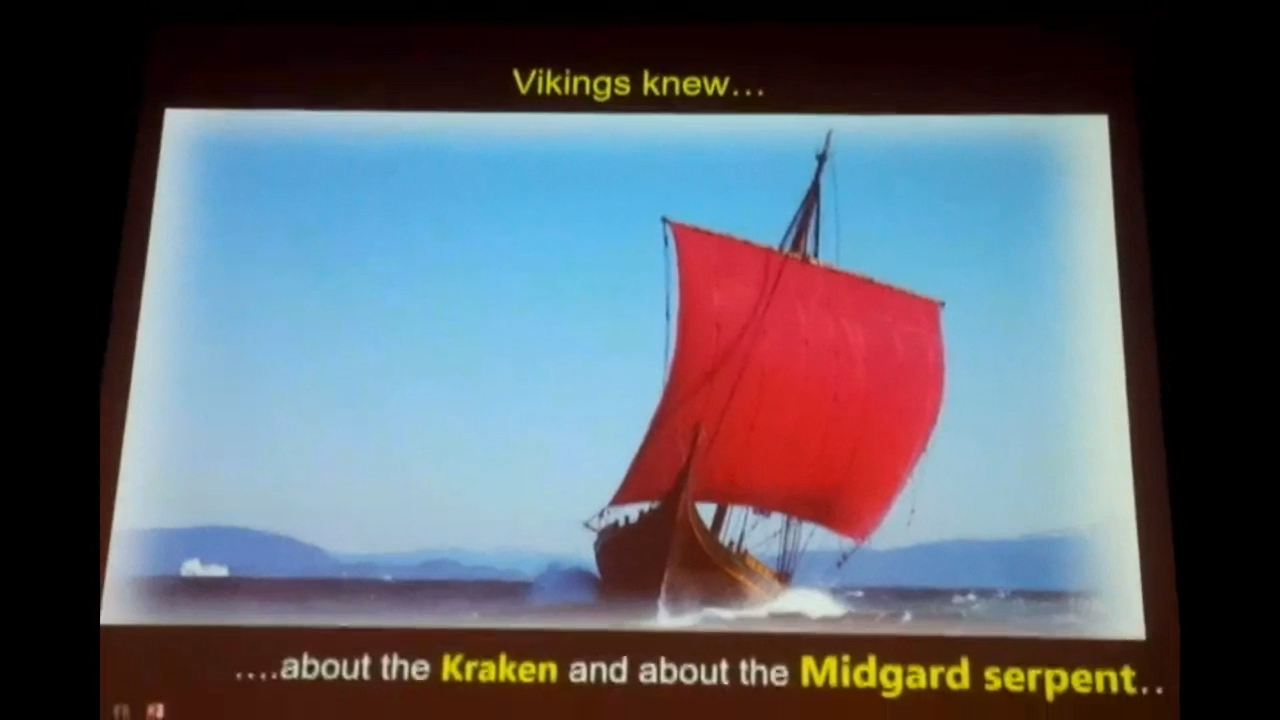 Vikings knew...
....about the Kraken and about the Midgard serpent..